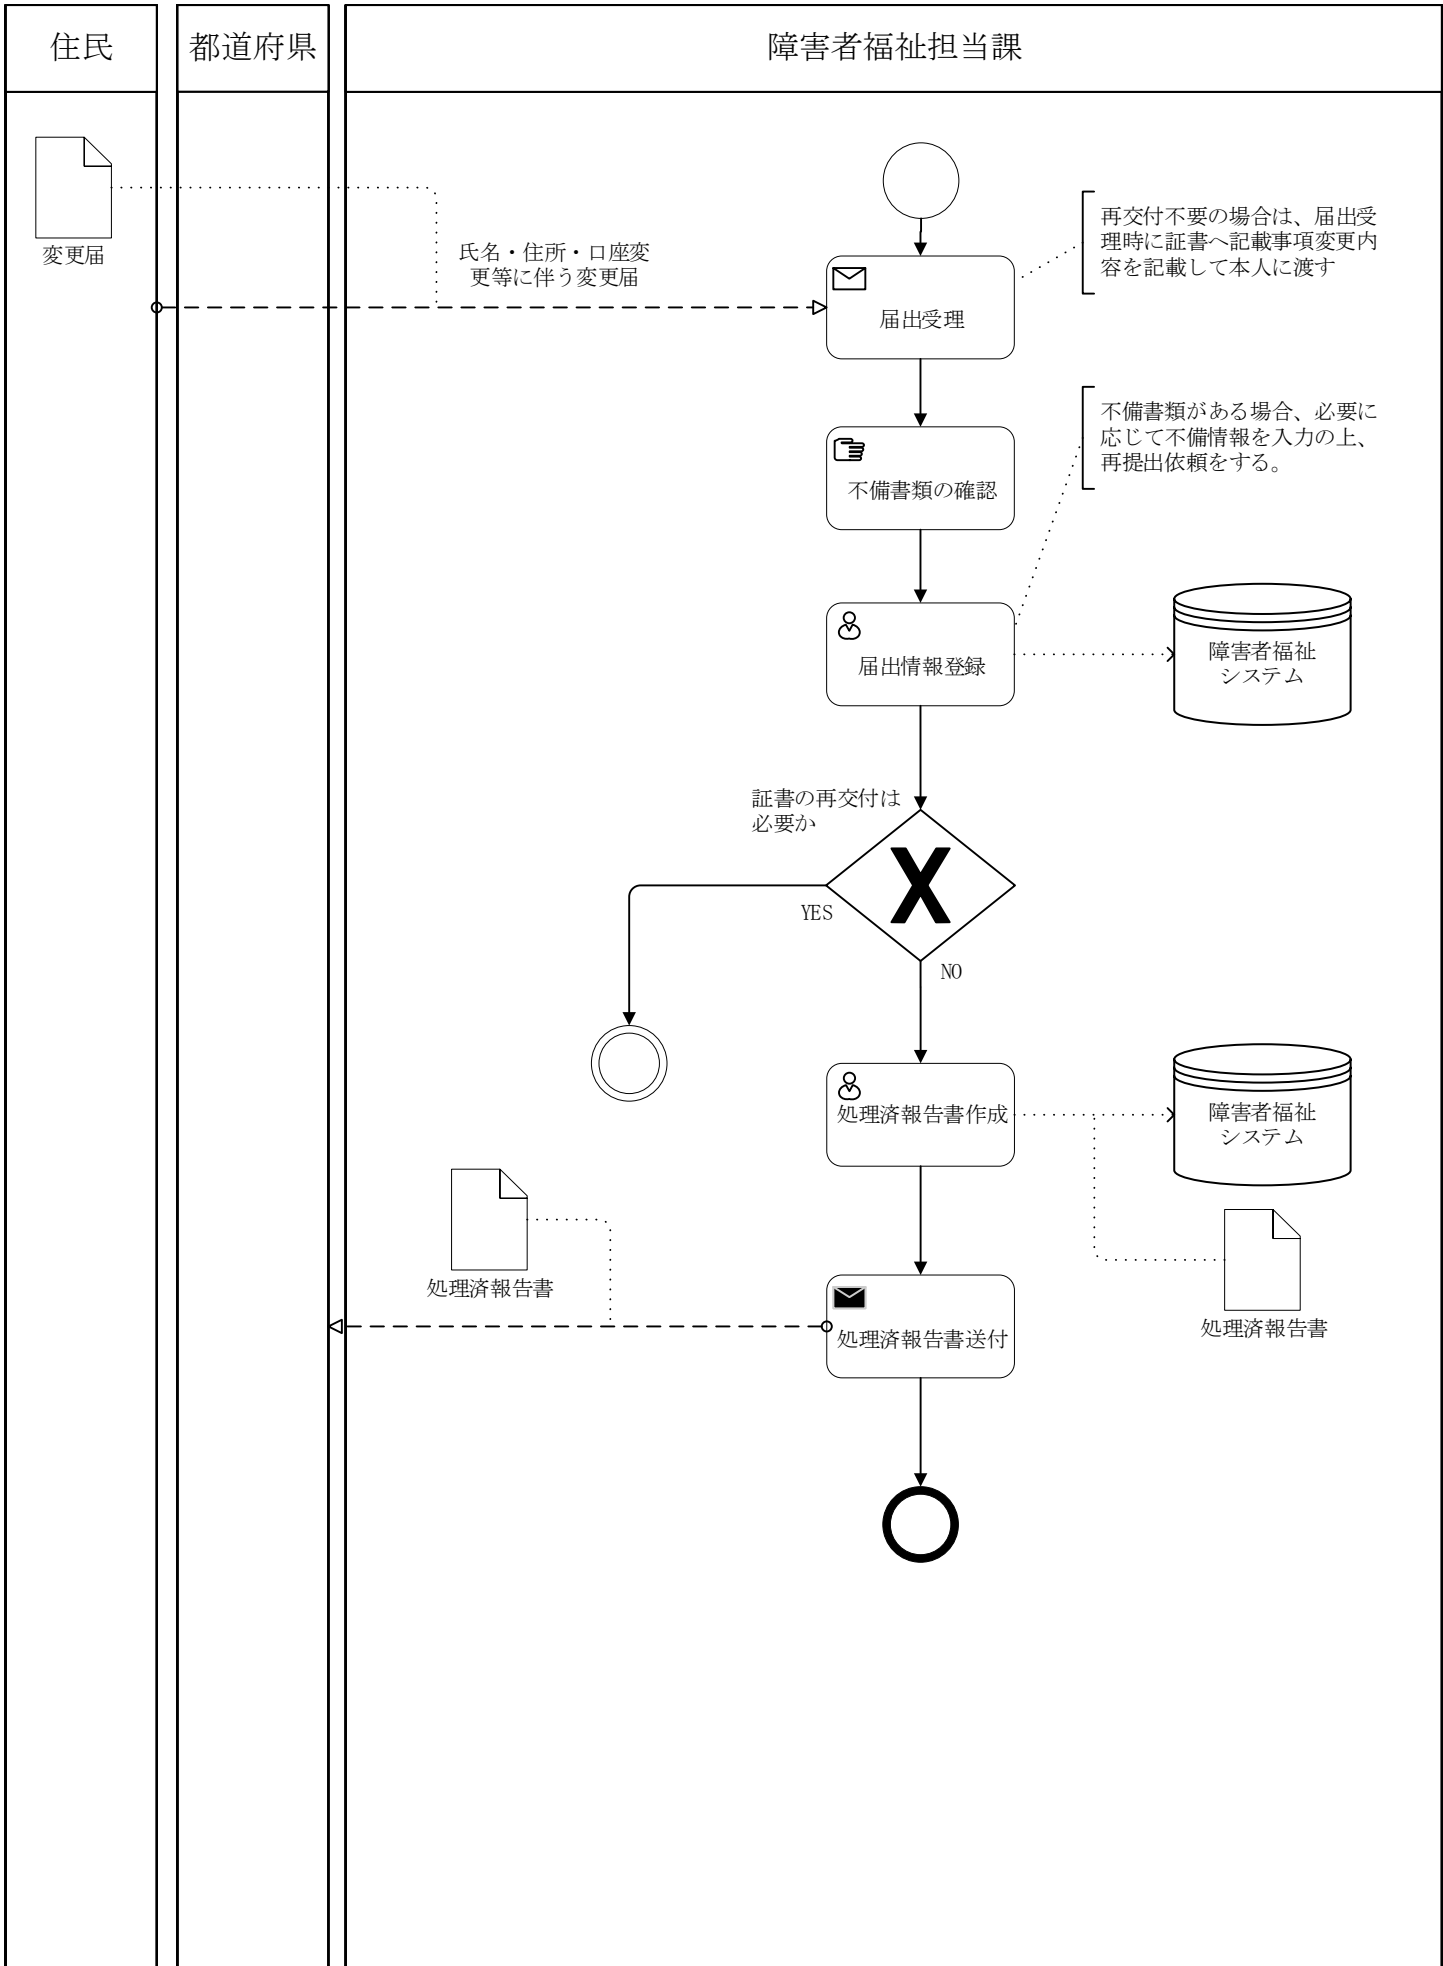 住民
都道府県
障害者福祉担当課
変更届
氏名・住所・口座変
更等に伴う変更届
届出受理
再交付不要の場合は、届出受
理時に証書へ記載事項変更内
容を記載して本人に渡す
不備書類の確認
不備書類がある場合、必要に
応じて不備情報を入力の上、
再提出依頼をする。
届出情報登録
障害者福祉
システム
証書の再交付は
必要か
YES
NO
処理済報告書作成
障害者福祉
システム
処理済報告書
処理済報告書
処理済報告書送付